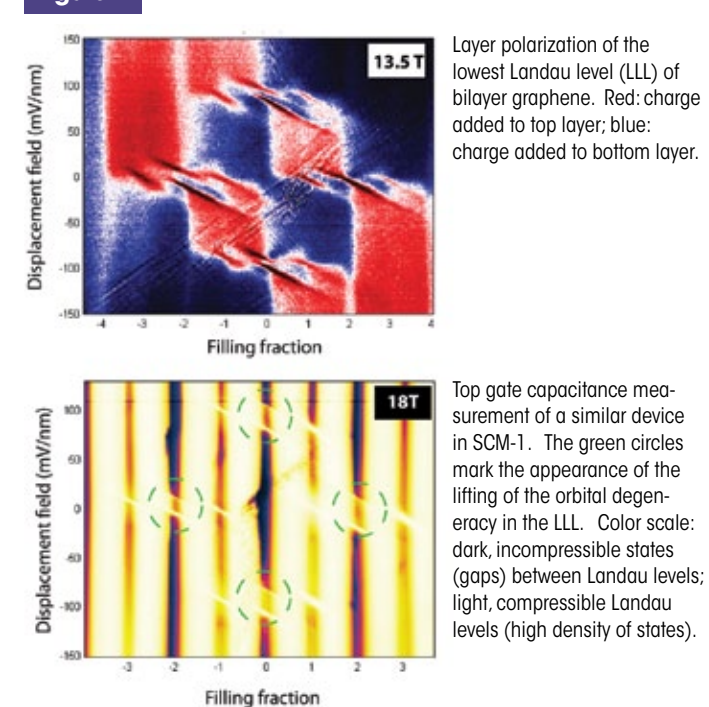 Layer polarization of the
lowest Landau level (LLL) of
bilayer graphene. Red: charge
added to top layer; blue:
charge added to bottom layer.
13.5 T
Displacement field (mV/nm)
150
100
50
0
-50
-100
-150
-4 -3 -2 -1 0 1 2 3 4
Filling fraction
Top gate capacitance mea-
surement of a similar device
in SCM-1. The green circles
mark the appearance of the
lifting of the orbital degen-
eracy in the LLL. Color scale:
dark, incompressible states
(gaps) between Landau levels;
light, compressible Landau
levels (high density of states).
18T
Displacement field (mV/nm)
100
50
0
-50
-100
-150
-3 -2 -1 0 1 2 3
Filling fraction